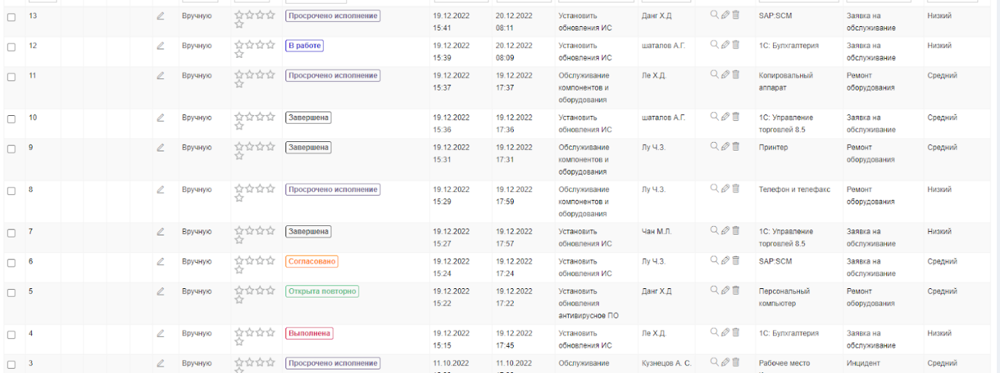 13 Вручную Просрочено исполнение 19.12.2022 20.12.2022 Установить Данг Х.Д SAP:SCM Заявка на Низкий
15:41 08:11 обновления ИС обслуживание
12 Вручную В работе 19.12.2022 20.12.2022 Установить шаталов А.Г. 1С: Булхгалтерия Заявка на Низкий
15:39 08:09 обновления ИС обслуживание
11 Вручную Просрочено исполнение 19.12.2022 19.12.2022 Обслуживание Ле Х.Д. Копировальный Ремонт Средний
15:37 17:37 компонентов и аппарат оборудования
оборудования
10 Вручную Завершена 19.12.2022 19.12.2022 Установить шаталов А.Г. 1С: Управление Заявка на Средний
15:36 17:36 обновления ИС торговлей 8.5 обслуживание
9 Вручную Завершена 19.12.2022 19.12.2022 Обслуживание Лу Ч.З. Принтер Ремонт Средний
15:31 17:31 компонентов и оборудования
оборудования
8 Вручную Просрочено исполнение 19.12.2022 19.12.2022 Обслуживание Лу Ч.З. Телефон и телефакс Ремонт Низкий
15:29 17:59 компонентов и оборудования
оборудования
7 Вручную Завершена 19.12.2022 19.12.2022 Установить Чан М.Л. 1С: Управление Заявка на Низкий
15:27 17:57 обновления ИС торговлей 8.5 обслуживание
6 Вручную Согласовано 19.12.2022 19.12.2022 Установить Лу Ч.З. SAP:SCM Заявка на Средний
15:24 17:24 обновления ИС обслуживание
5 Вручную Открыта повторно 19.12.2022 19.12.2022 Установить Данг Х.Д Персональный Ремонт Средний
15:22 17:22 обновления компьютер оборудования
антивирусное ПО
4 Вручную Выполнена 19.12.2022 19.12.2022 Установить Ле Х.Д. 1С: Булхгалтерия Заявка на Низкий
15:15 17:45 обновления ИС обслуживание
3 Вручную Просрочено исполнение 11.10.2022 11.10.2022 Обслуживание Кузнецов А. С. Рабочее место Инцидент Средний